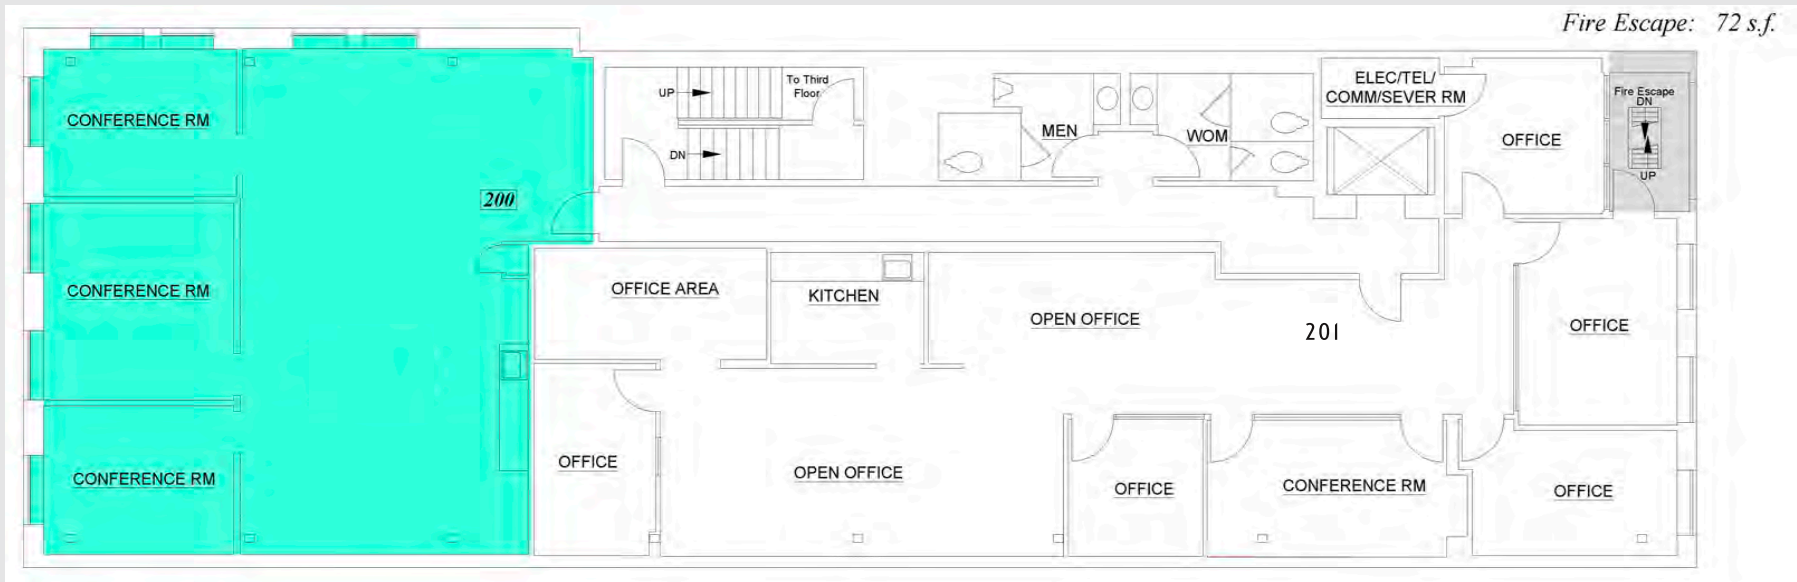 Fire Escape: 72 s.f.
To Third
Floor
UP
DN
MEN
WOM
ELEC/TEL/
COMM/SEVER RM
OFFICE
Fire Escape
DN
UP
CONFERENCE RM
200
CONFERENCE RM
OFFICE AREA
KITCHEN
OPEN OFFICE
201
OFFICE
CONFERENCE RM
OFFICE
OPEN OFFICE
OFFICE
CONFERENCE RM
OFFICE